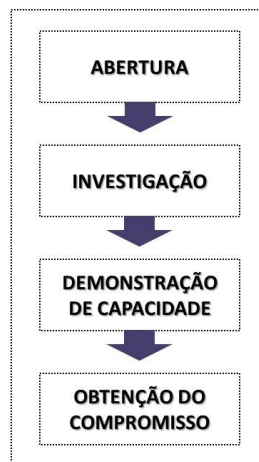 ABERTURA
INVESTIGAÇÃO
DEMONSTRAÇÃO
DE CAPACIDADE
OBTENÇÃO DO
COMPROMISSO